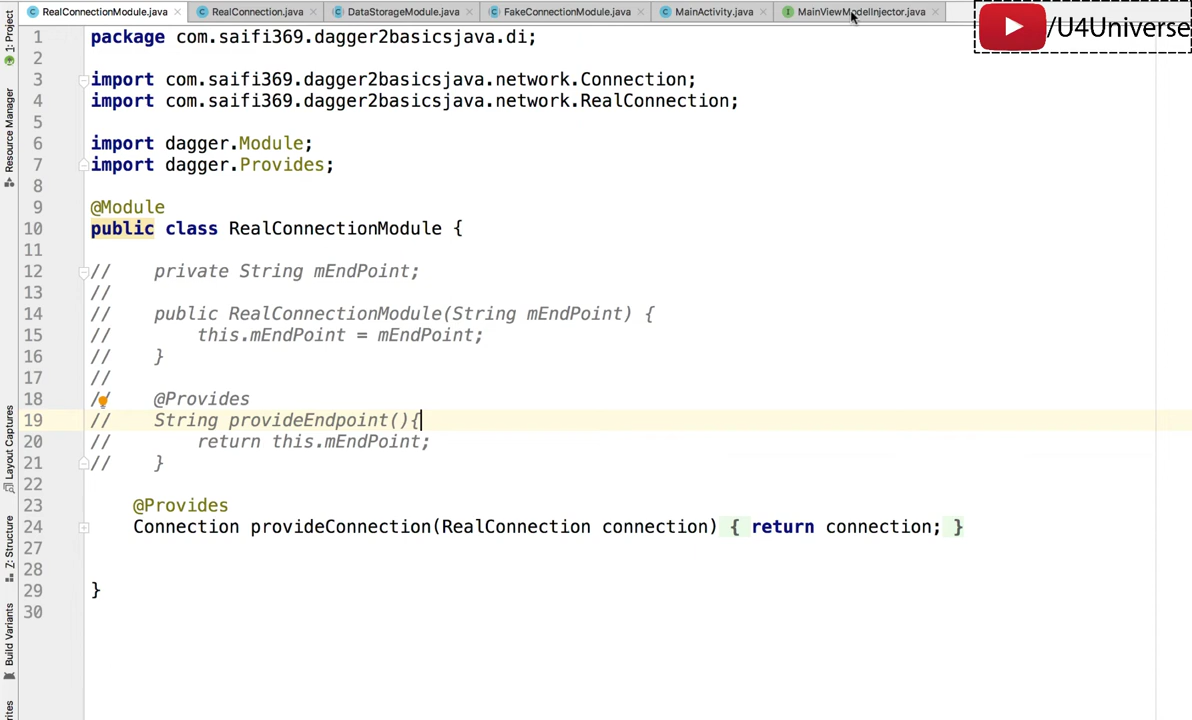 RealConnectionModule.java
RealConnection.java
DataStorageModule.java
FakeConnectionModule.java
MainActivity.java
MainViewModelInjector.java
/U4Universe
1: Project
Resource Manager
Layout Captures
Z: Structure
Build Variants
1 package com.saifi369.dagger2basicsjava.di;
2
3 import com.saifi369.dagger2basicsjava.network.Connection;
4 import com.saifi369.dagger2basicsjava.network.RealConnection;
5
6 import dagger.Module;
7 import dagger.Provides;
8
9 @Module
10 public class RealConnectionModule {
11
12 //    private String mEndPoint;
13 //
14 //    public RealConnectionModule(String mEndPoint) {
15 //        this.mEndPoint = mEndPoint;
16 //    }
17 //
18 //    @Provides
19 //    String provideEndpoint(){
20 //        return this.mEndPoint;
21 //    }
22
23     @Provides
24     Connection provideConnection(RealConnection connection) { return connection; }
27
28
29 }
30